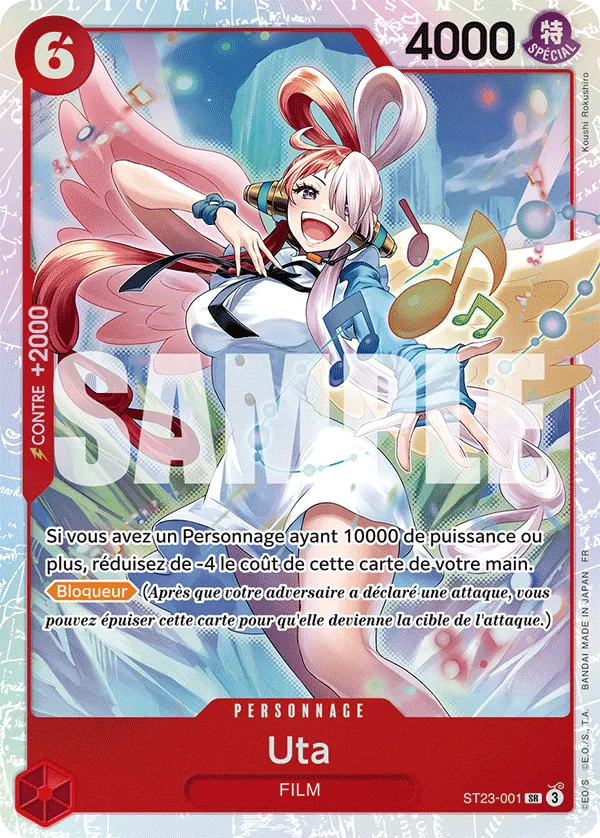 6
4000
特
SPÉCIAL
Koushi Rokushiro
⚡CONTRE +2000
SAMPLE
Si vous avez un Personnage ayant 10000 de puissance ou
plus, réduisez de -4 le coût de cette carte de votre main.
Bloqueur (Après que votre adversaire a déclaré une attaque, vous
pouvez épuiser cette carte pour qu'elle devienne la cible de l'attaque.)
©E.O/S ©E.O./S., T.A. BANDAI MADE IN JAPAN FR
PERSONNAGE
Uta
FILM
ST23-001 SR 3